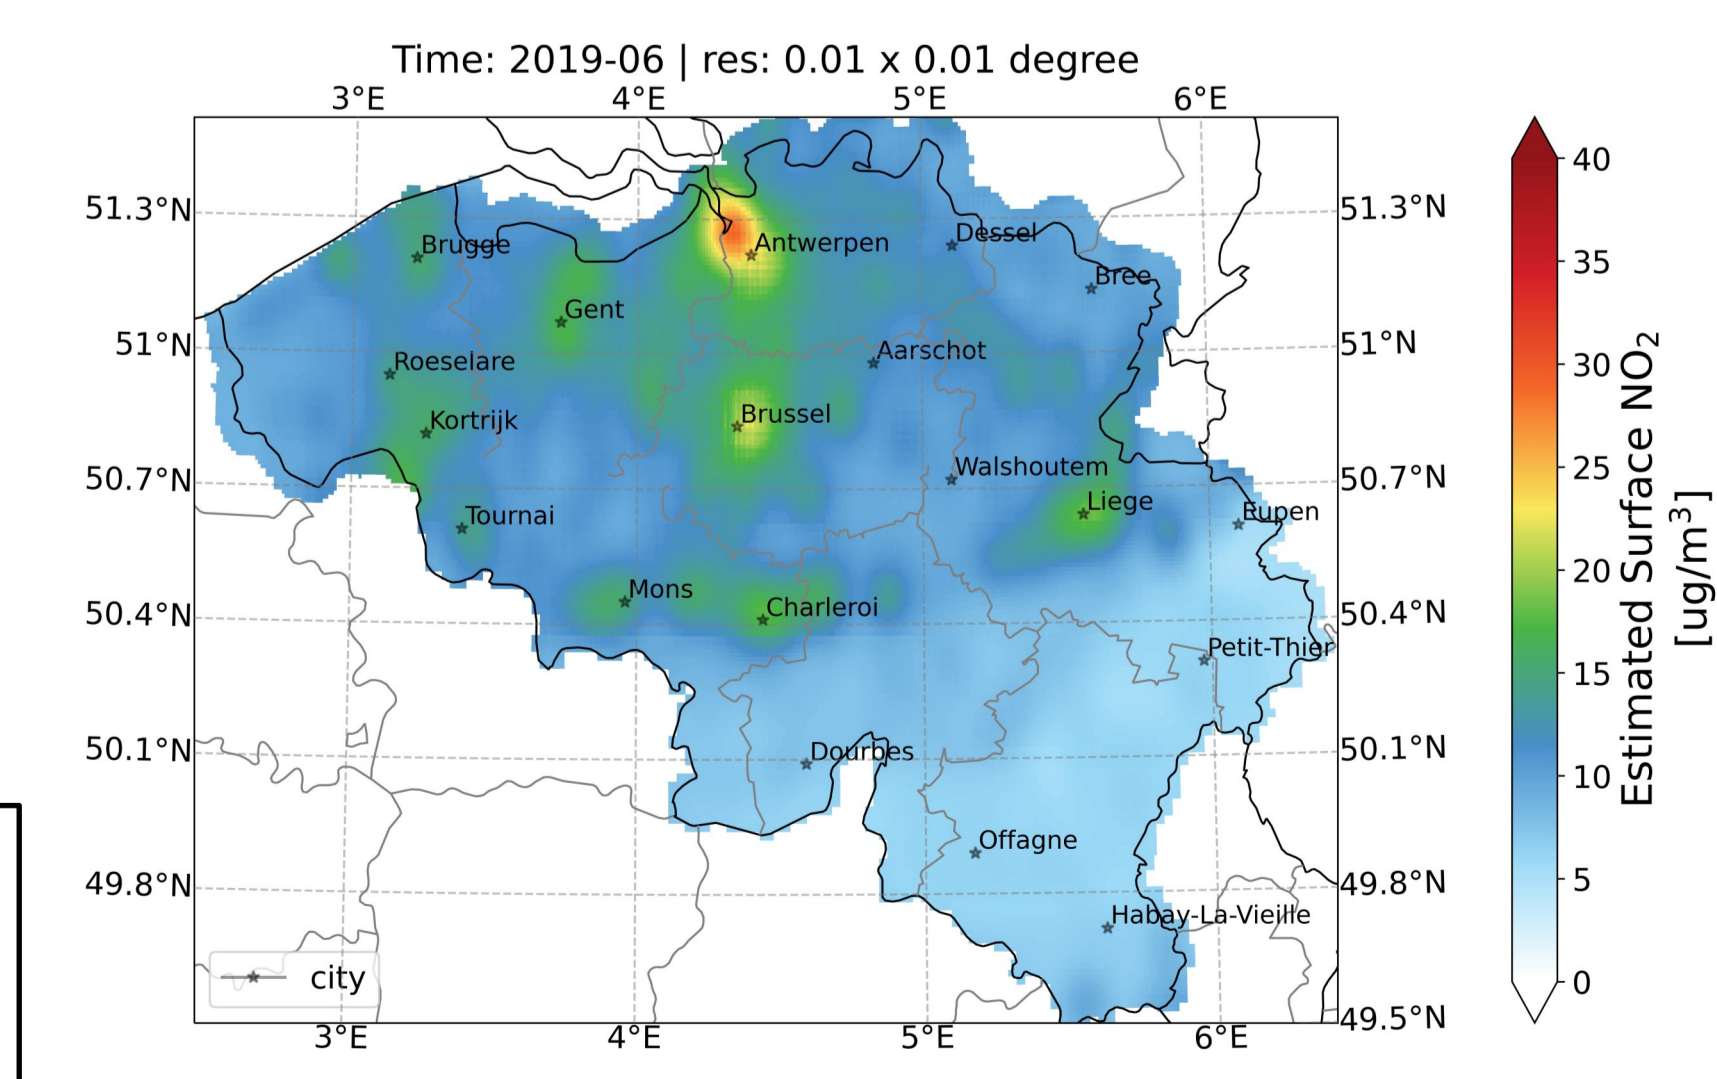 Time: 2019-06 | res: 0.01 x 0.01 degree
3°E 4°E 5°E 6°E
51.3°N 51.3°N
Brugge Antwerpen Dessel
Bree
Gent
51°N 51°N
Roeselare Aarschot
Kortrijk Brussel
50.7°N Walshoutem 50.7°N
Tournai Liege Eupen
Mons Charleroi
50.4°N 50.4°N
Petit-Thier
50.1°N Dourbes 50.1°N
Offagne
49.8°N 49.8°N
Habay-La-Vieille
city
49.5°N
3°E 4°E 5°E 6°E
40
35
30
25
20
15
10
5
0
Estimated Surface NO₂
[ug/m³]